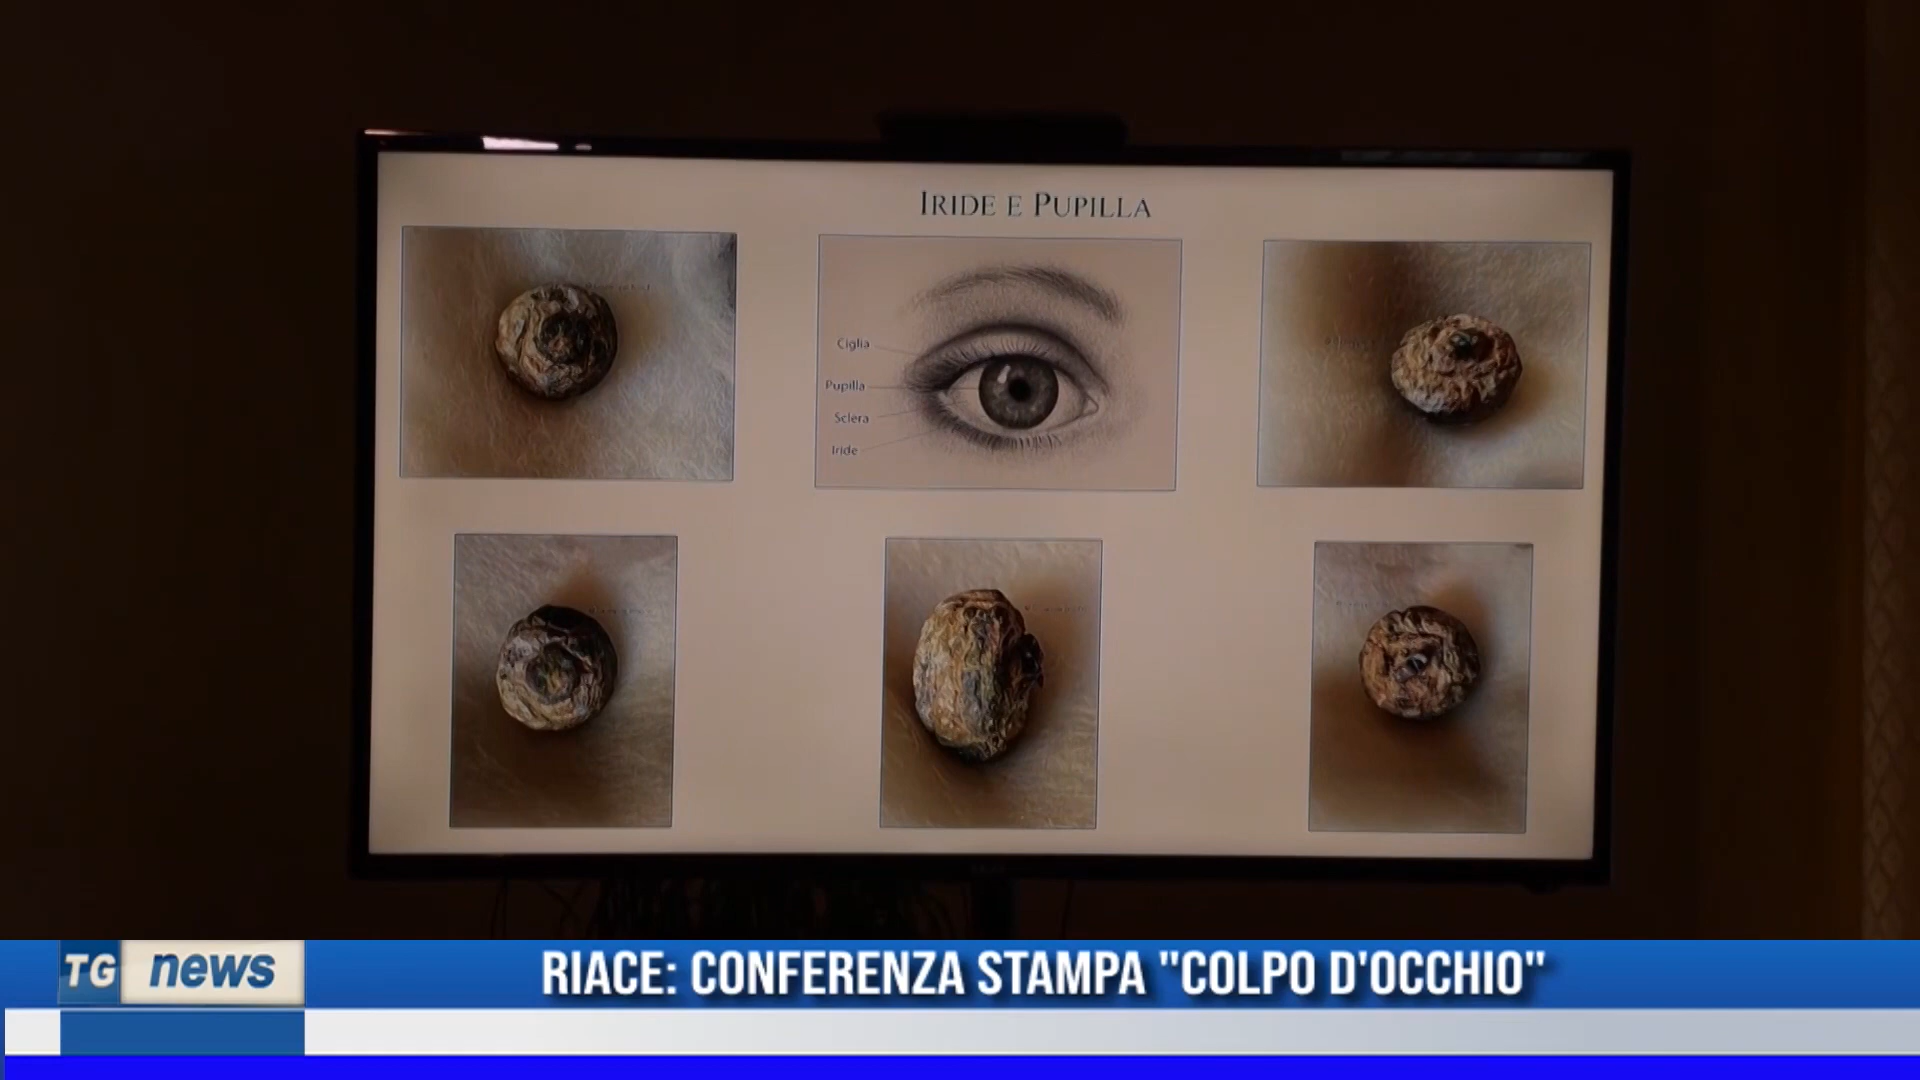 IRIDE E PUPILLA
Ciglia
Pupilla
Sclera
Iride
TG news
RIACE: CONFERENZA STAMPA "COLPO D'OCCHIO"